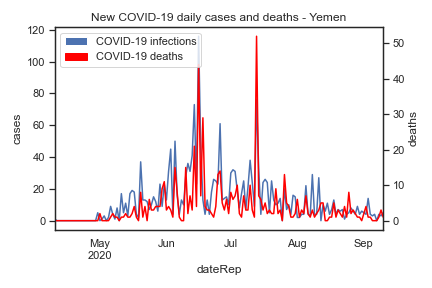 New COVID-19 daily cases and deaths - Yemen
COVID-19 infections
COVID-19 deaths
120
100
80
60
40
20
0
cases
50
40
30
20
10
0
deaths
May
2020
Jun
Jul
Aug
Sep
dateRep